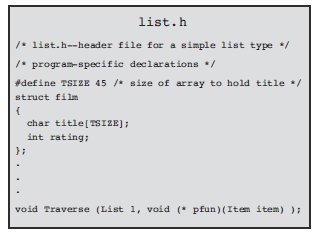 list.h
/* list.h--header file for a simple list type */
/* program-specific declarations */
#define TSIZE 45 /* size of array to hold title */
struct film
{
char title[TSIZE];
int rating;
};
.
.
.
void Traverse (List l, void (* pfun)(Item item) );